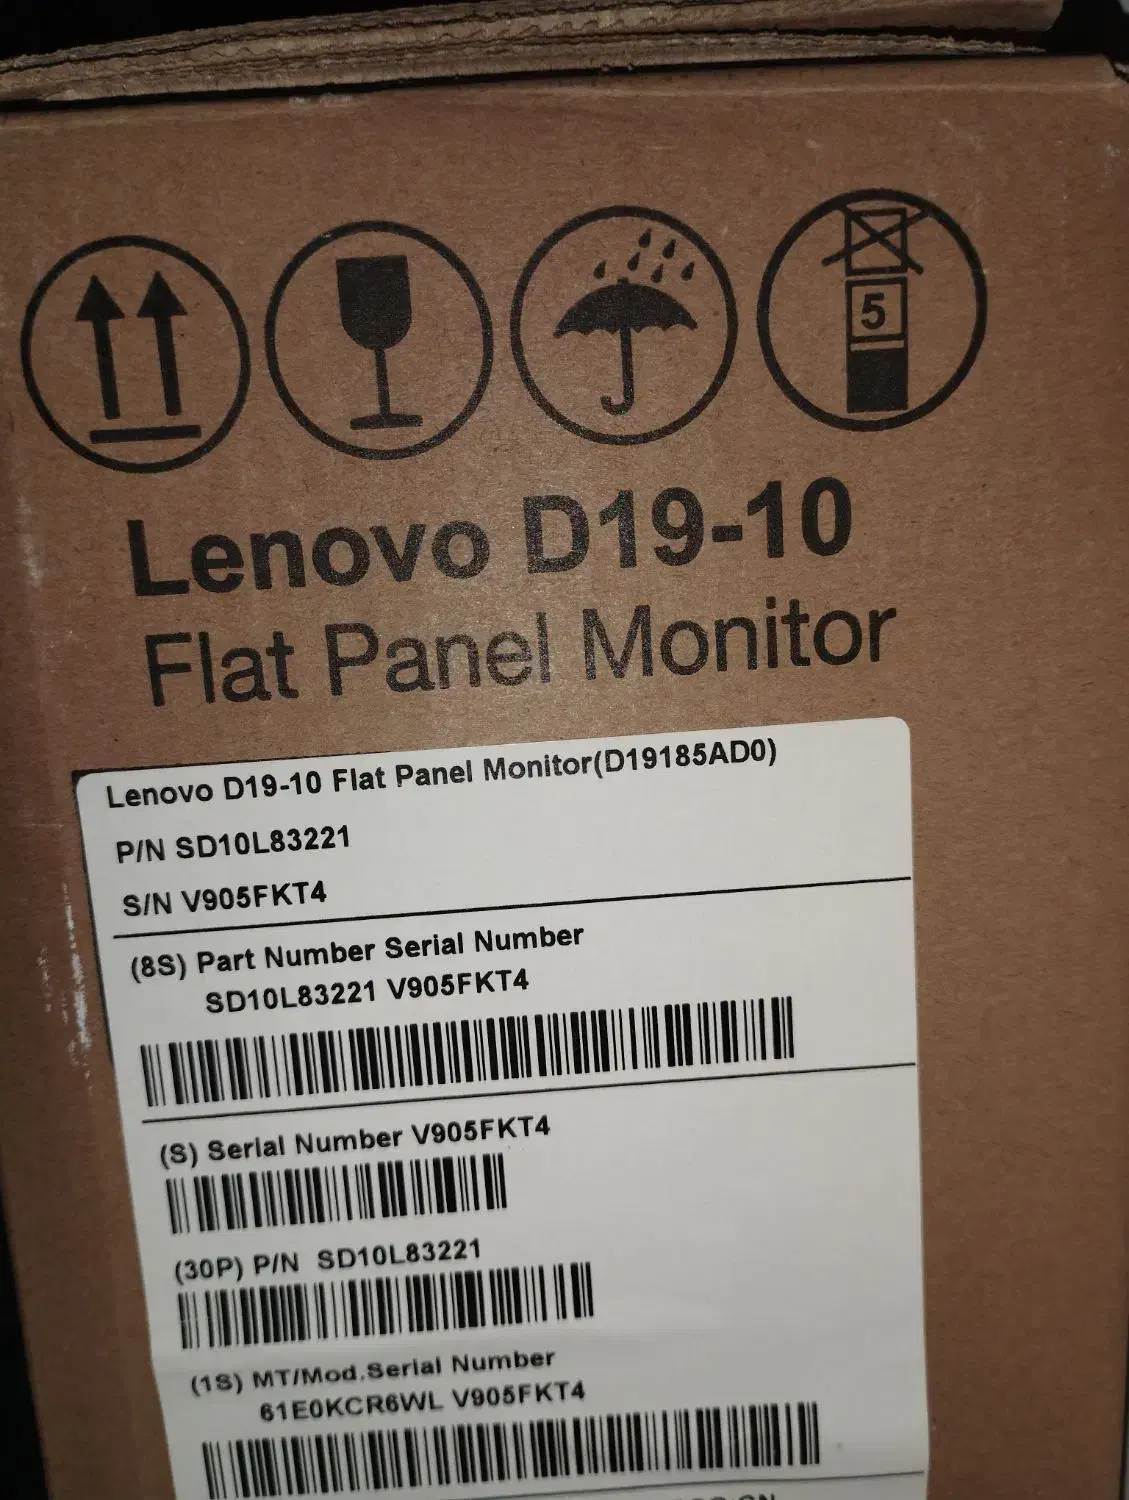 5
Lenovo D19-10
Flat Panel Monitor
Lenovo D19-10 Flat Panel Monitor(D19185AD0)
P/N SD10L83221
S/N V905FKT4
(8S) Part Number Serial Number
SD10L83221 V905FKT4
(S) Serial Number V905FKT4
(30P) P/N SD10L83221
(1S) MT/Mod.Serial Number
61E0KCR6WL V905FKT4